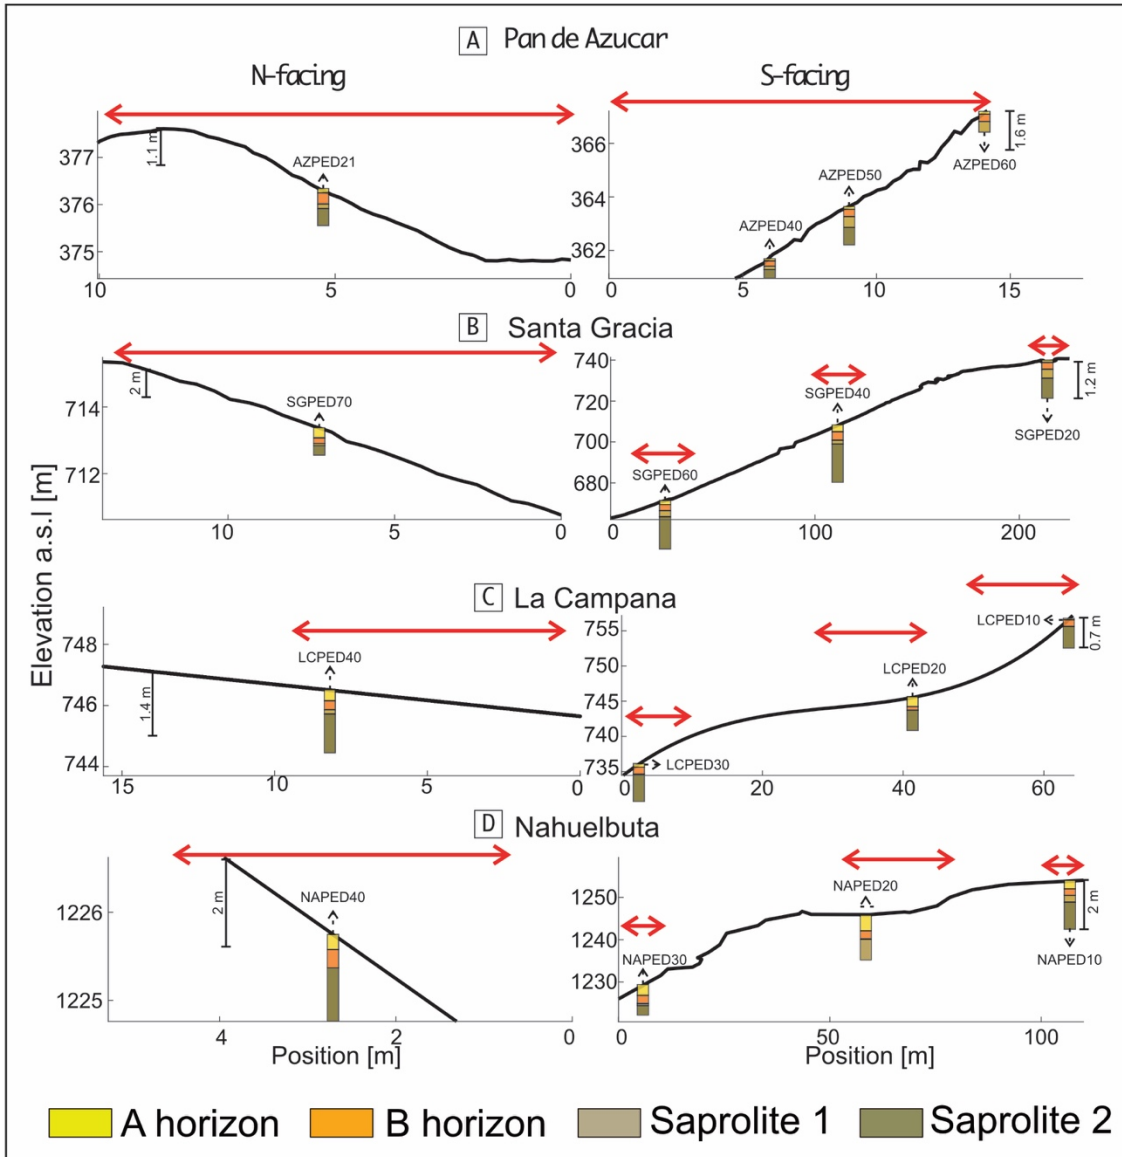 A Pan de Azucar
N-facing
S-facing
377
376
375
10
5
0
1.1 m
AZPED21
366
364
362
0
5
10
15
AZPED40
AZPED50
AZPED60
1.6 m
B Santa Gracia
714
712
10
5
0
2 m
SGPED70
740
720
700
680
0
100
200
SGPED60
SGPED40
SGPED20
1.2 m
Elevation a.s.l [m]
C La Campana
748
746
744
15
10
5
0
1.4 m
LCPED40
755
750
745
740
735
0
20
40
60
LCPED30
LCPED20
LCPED10
0.7 m
D Nahuelbuta
1226
1225
4
2
0
2 m
NAPED40
Position [m]
1250
1240
1230
0
50
100
NAPED30
NAPED20
NAPED10
2 m
Position [m]
A horizon B horizon Saprolite 1 Saprolite 2